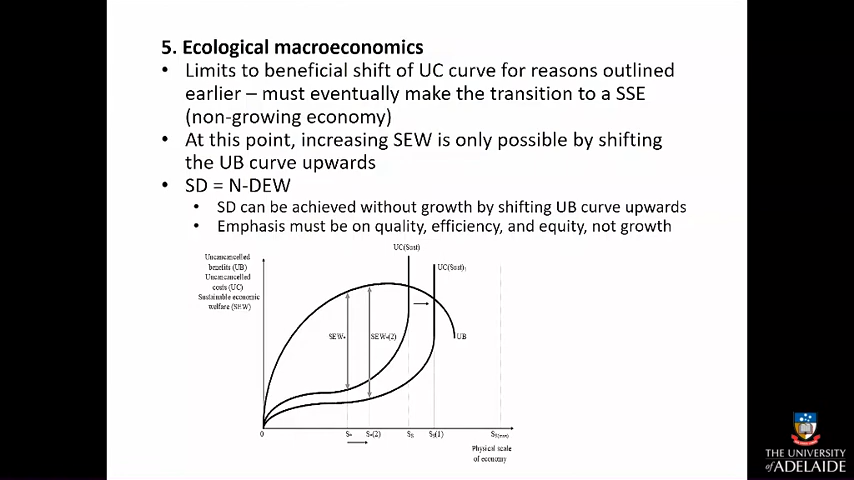 5. Ecological macroeconomics
• Limits to beneficial shift of UC curve for reasons outlined
earlier – must eventually make the transition to a SSE
(non-growing economy)
• At this point, increasing SEW is only possible by shifting
the UB curve upwards
• SD = N-DEW
• SD can be achieved without growth by shifting UB curve upwards
• Emphasis must be on quality, efficiency, and equity, not growth
UC(Sust)
Uncancelled
benefits (UB)
Uncancelled
costs (UC)
Sustainable economic
welfare (SEW)
UC(Sust)₁
SEW*
SEW*(2)
UB
0
S*
S*(2)
Physical scale
of economy
THE UNIVERSITY
of ADELAIDE